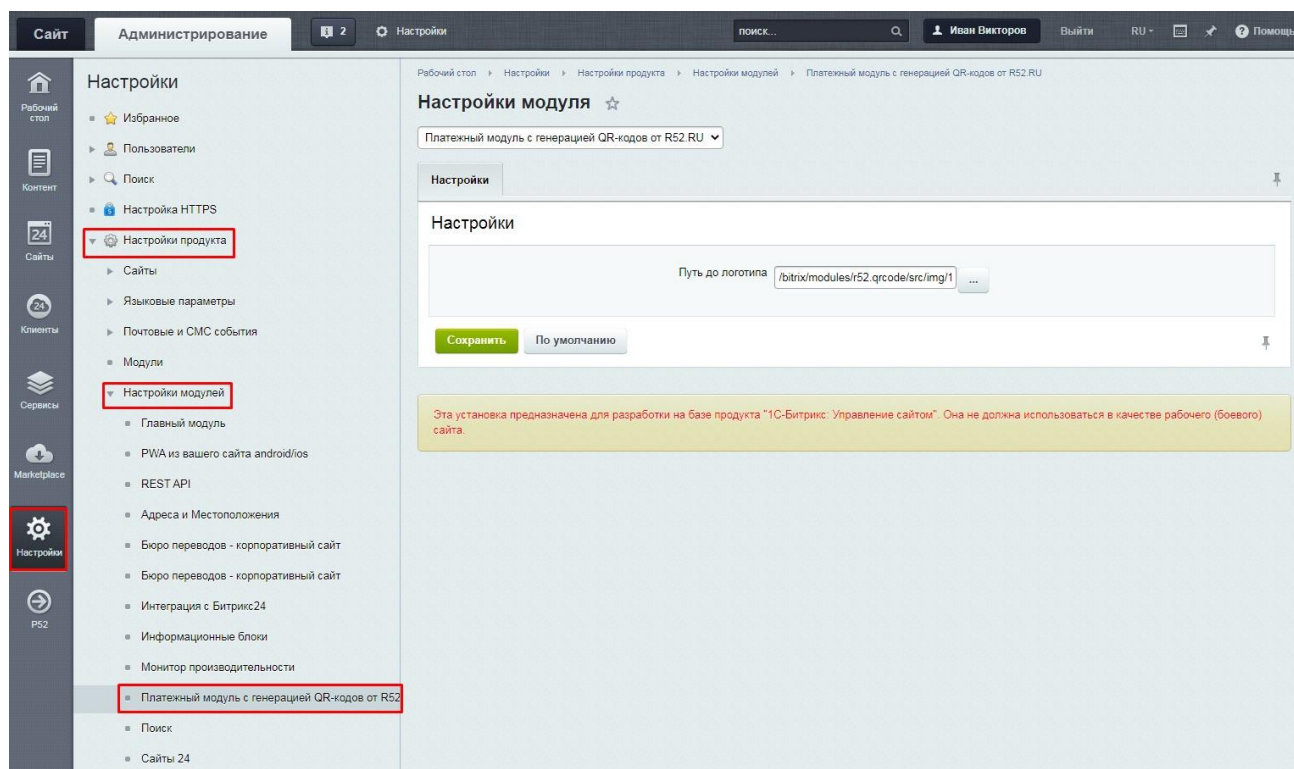 Сайт
Администрирование
2
Настройки
поиск...
Иван Викторов
Выйти
RU
Помощь
Рабочий стол
Контент
24
Сайты
24
Клиенты
Сервисы
Marketplace
Настройки
Р52
Настройки
Избранное
Пользователи
Поиск
Настройка HTTPS
Настройки продукта
Сайты
Языковые параметры
Почтовые и СМС события
Модули
Настройки модулей
Главный модуль
PWA из вашего сайта android/ios
REST API
Адреса и Местоположения
Бюро переводов - корпоративный сайт
Бюро переводов - корпоративный сайт
Интеграция с Битрикс24
Информационные блоки
Монитор производительности
Платежный модуль с генерацией QR-кодов от R52
Поиск
Сайты 24
Рабочий стол Настройки Настройки продукта Настройки модулей Платежный модуль с генерацией QR-кодов от R52.RU
Настройки модуля
Платежный модуль с генерацией QR-кодов от R52.RU
Настройки
Настройки
Путь до логотипа /bitrix/modules/r52.qrcode/src/img/1 ...
Сохранить По умолчанию
Эта установка предназначена для разработки на базе продукта "1С-Битрикс: Управление сайтом". Она не должна использоваться в качестве рабочего (боевого)
сайта.